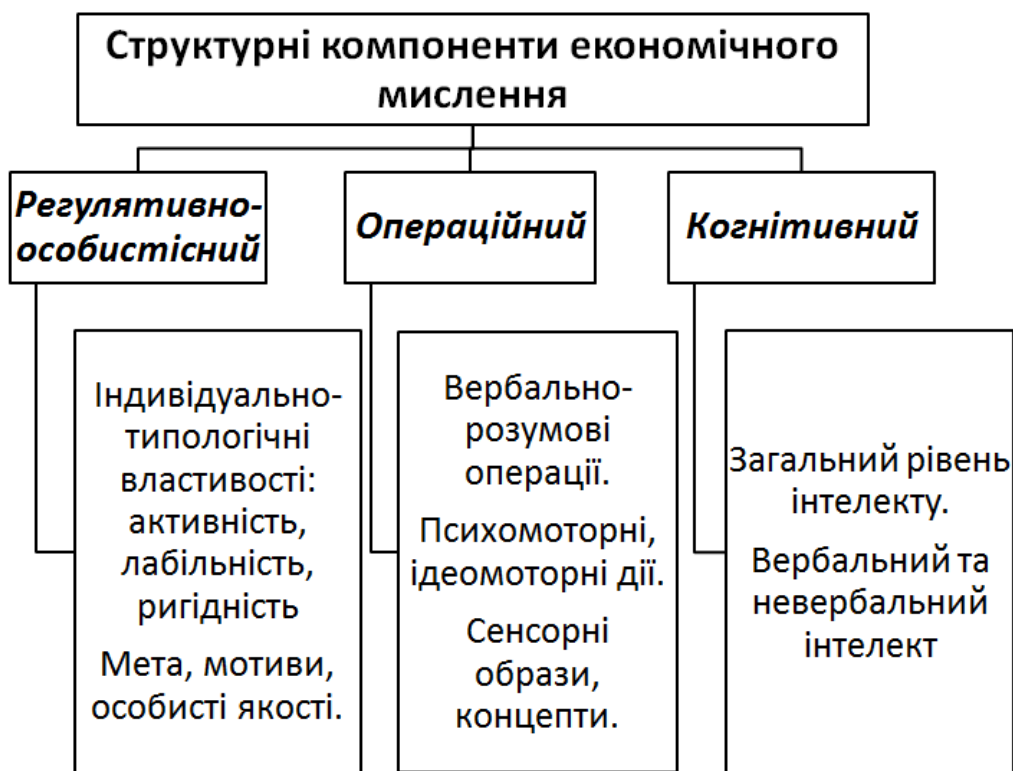 Структурні компоненти економічного
мислення
Регулятивно-
особистісний
Операційний
Когнітивний
Індивідуально-
типологічні
властивості:
активність,
лабільність,
ригідність
Мета, мотиви,
особисті якості.
Вербально-
розумові
операції.
Психомоторні,
ідеомоторні дії.
Сенсорні
образи,
концепти.
Загальний рівень
інтелекту.
Вербальний та
невербальний
інтелект